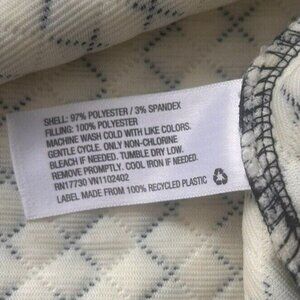 SHELL: 97% POLYESTER / 3% SPANDEX
FILLING: 100% POLYESTER
MACHINE WASH COLD WITH LIKE COLORS.
GENTLE CYCLE. ONLY NON-CHLORINE
BLEACH IF NEEDED. TUMBLE DRY LOW.
REMOVE PROMPTLY. COOL IRON IF NEEDED.
RN17730 VN1102402
LABEL MADE FROM 100% RECYCLED PLASTIC